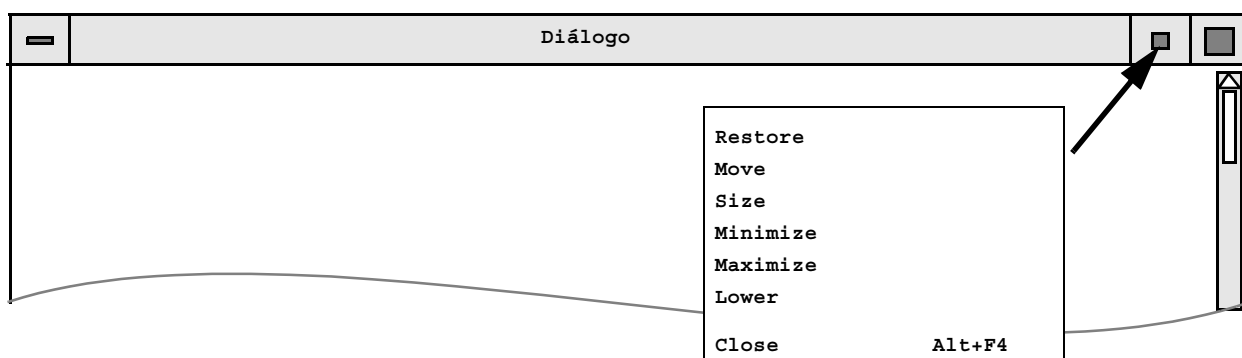 Diálogo
Restore
Move
Size
Minimize
Maximize
Lower
Close Alt+F4